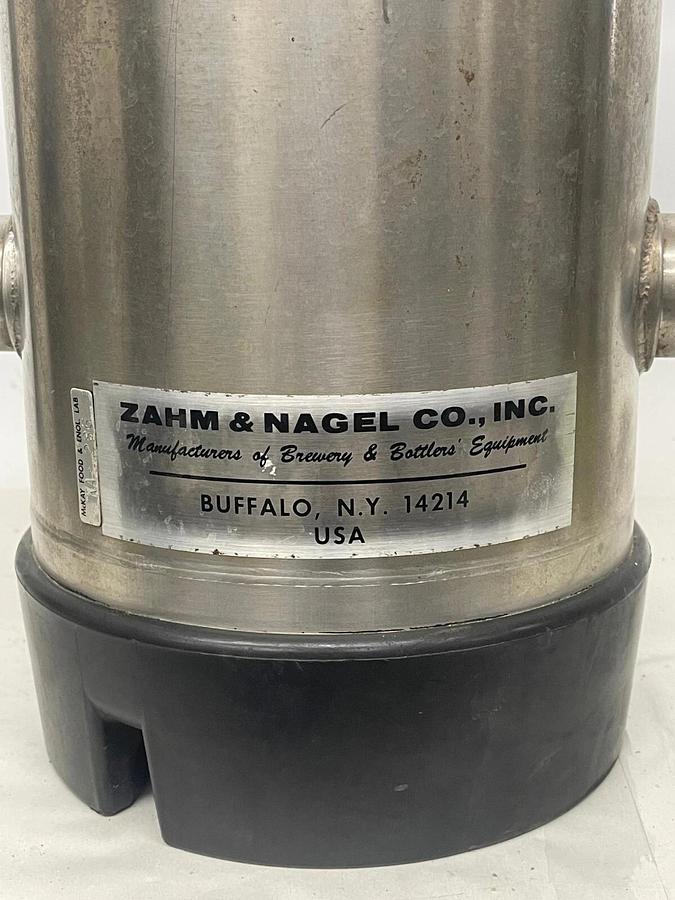 ZAHM & NAGEL CO., INC.
Manufacturers of Brewery & Bottlers' Equipment
BUFFALO, N.Y. 14214
USA
McKAY FOOD & ENOL LAB